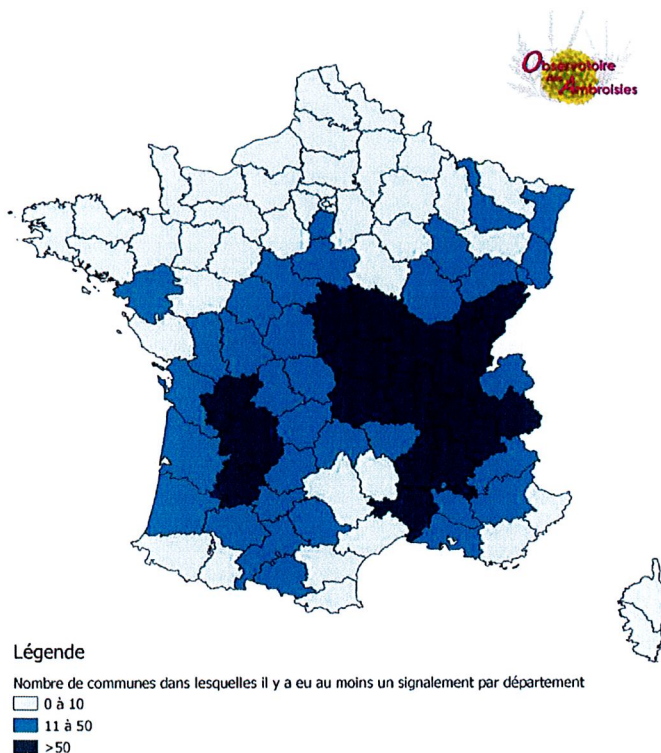 Observatoire
des
Ambroisies
Légende
Nombre de communes dans lesquelles il y a eu au moins un signalement par département
0 à 10
11 à 50
>50